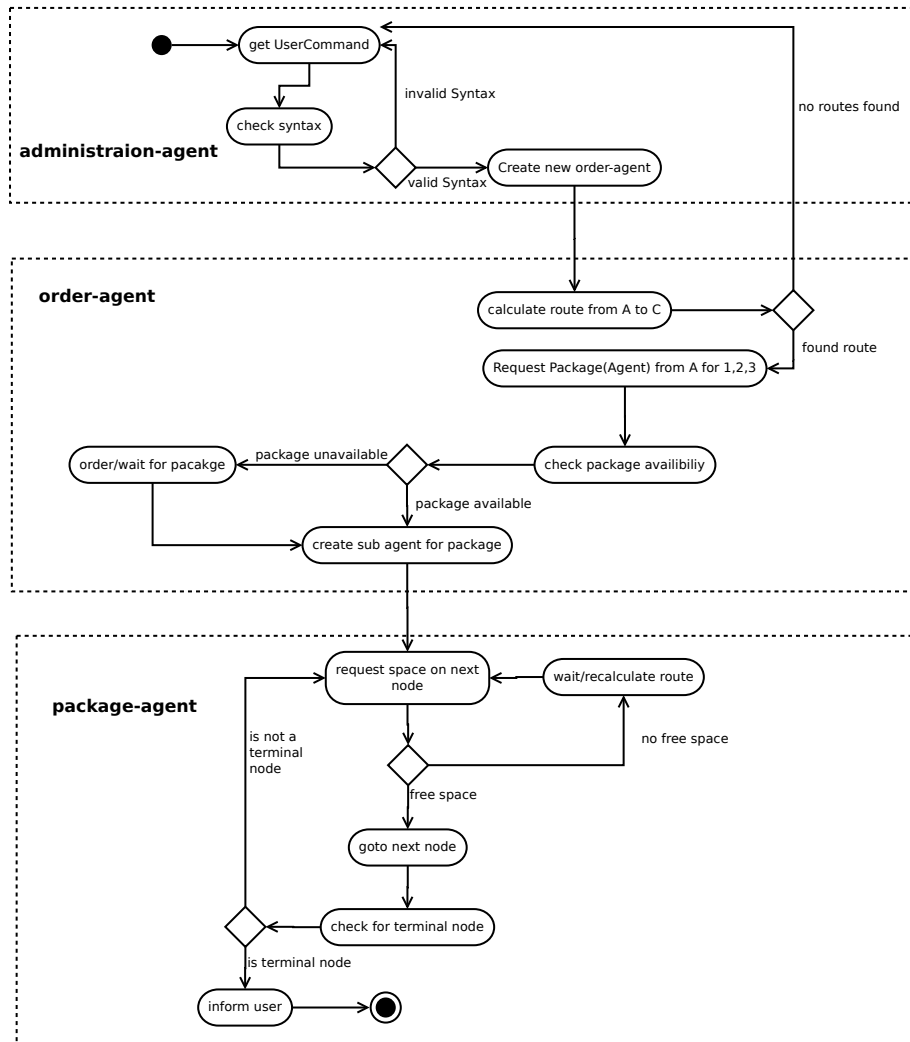 get UserCommand
invalid Syntax
no routes found
check syntax
administraion-agent
valid Syntax
Create new order-agent
order-agent
calculate route from A to C
found route
Request Package(Agent) from A for 1,2,3
package unavailable
order/wait for pacakge
check package availibiliy
package available
create sub agent for package
request space on next
node
wait/recalculate route
package-agent
is not a
terminal
node
no free space
free space
goto next node
check for terminal node
is terminal node
inform user